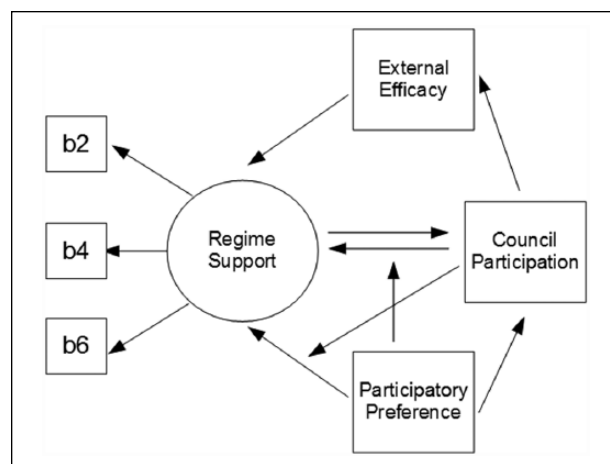 External
Efficacy
b2
b4
b6
Regime
Support
Council
Participation
Participatory
Preference